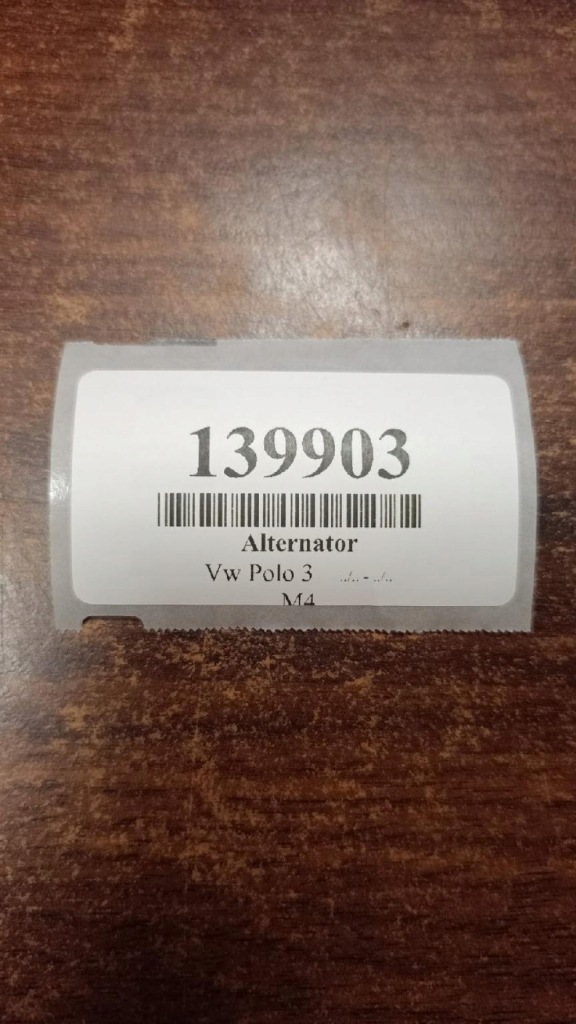 139903
Alternator
Vw Polo 3 ../.. - ../..
M4